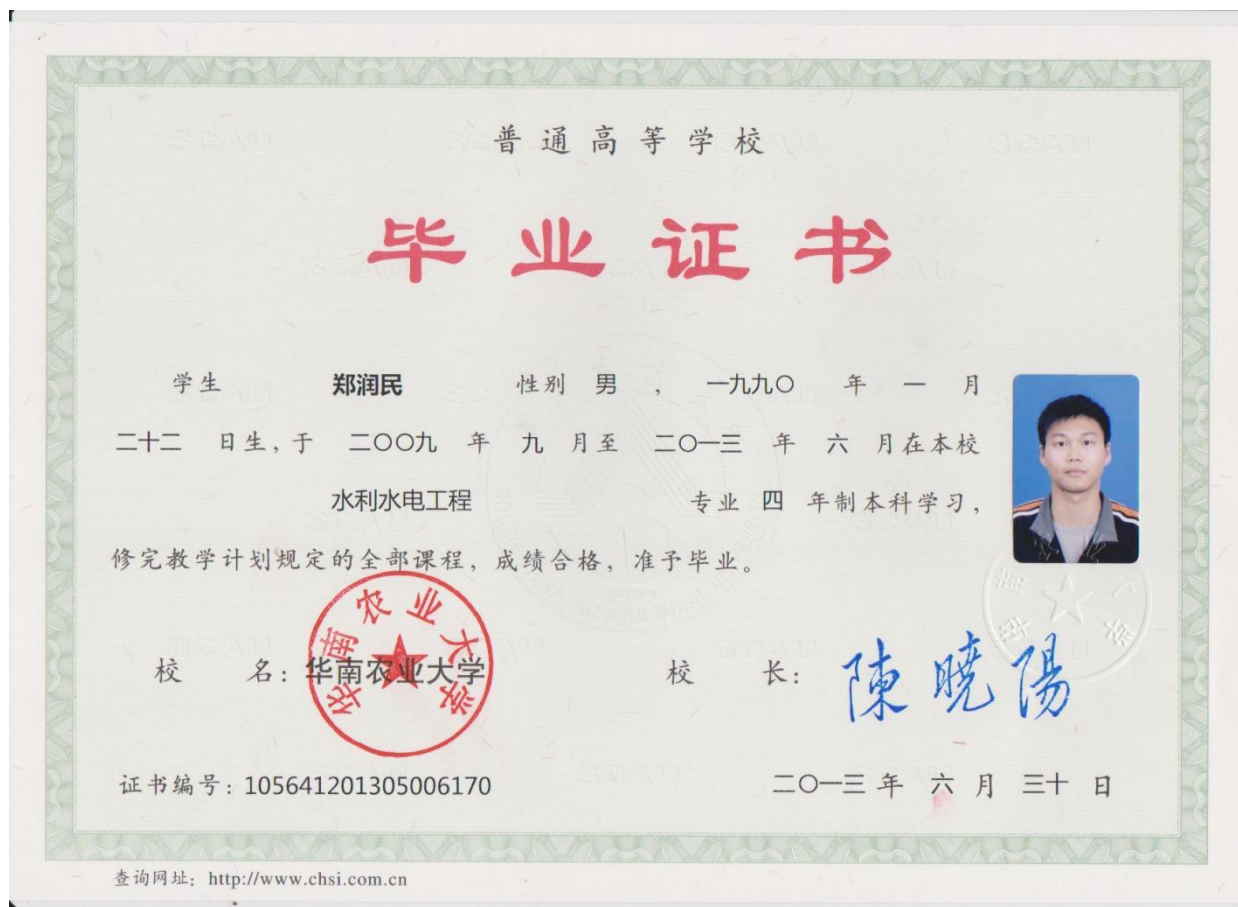 普通高等学校
毕业证书
学生 郑润民 性别 男 , 一九九〇 年 一 月
二十二 日生,于 二〇〇九 年 九 月至 二〇一三 年 六 月在本校
水利水电工程 专业 四 年制本科学习,
修完教学计划规定的全部课程,成绩合格,准予毕业。
华南农业大学
校 名:华南农业大学 校 长:陳曉陽
证书编号:105641201305006170 二〇一三 年 六 月 三十 日
查询网址:http://www.chsi.com.cn